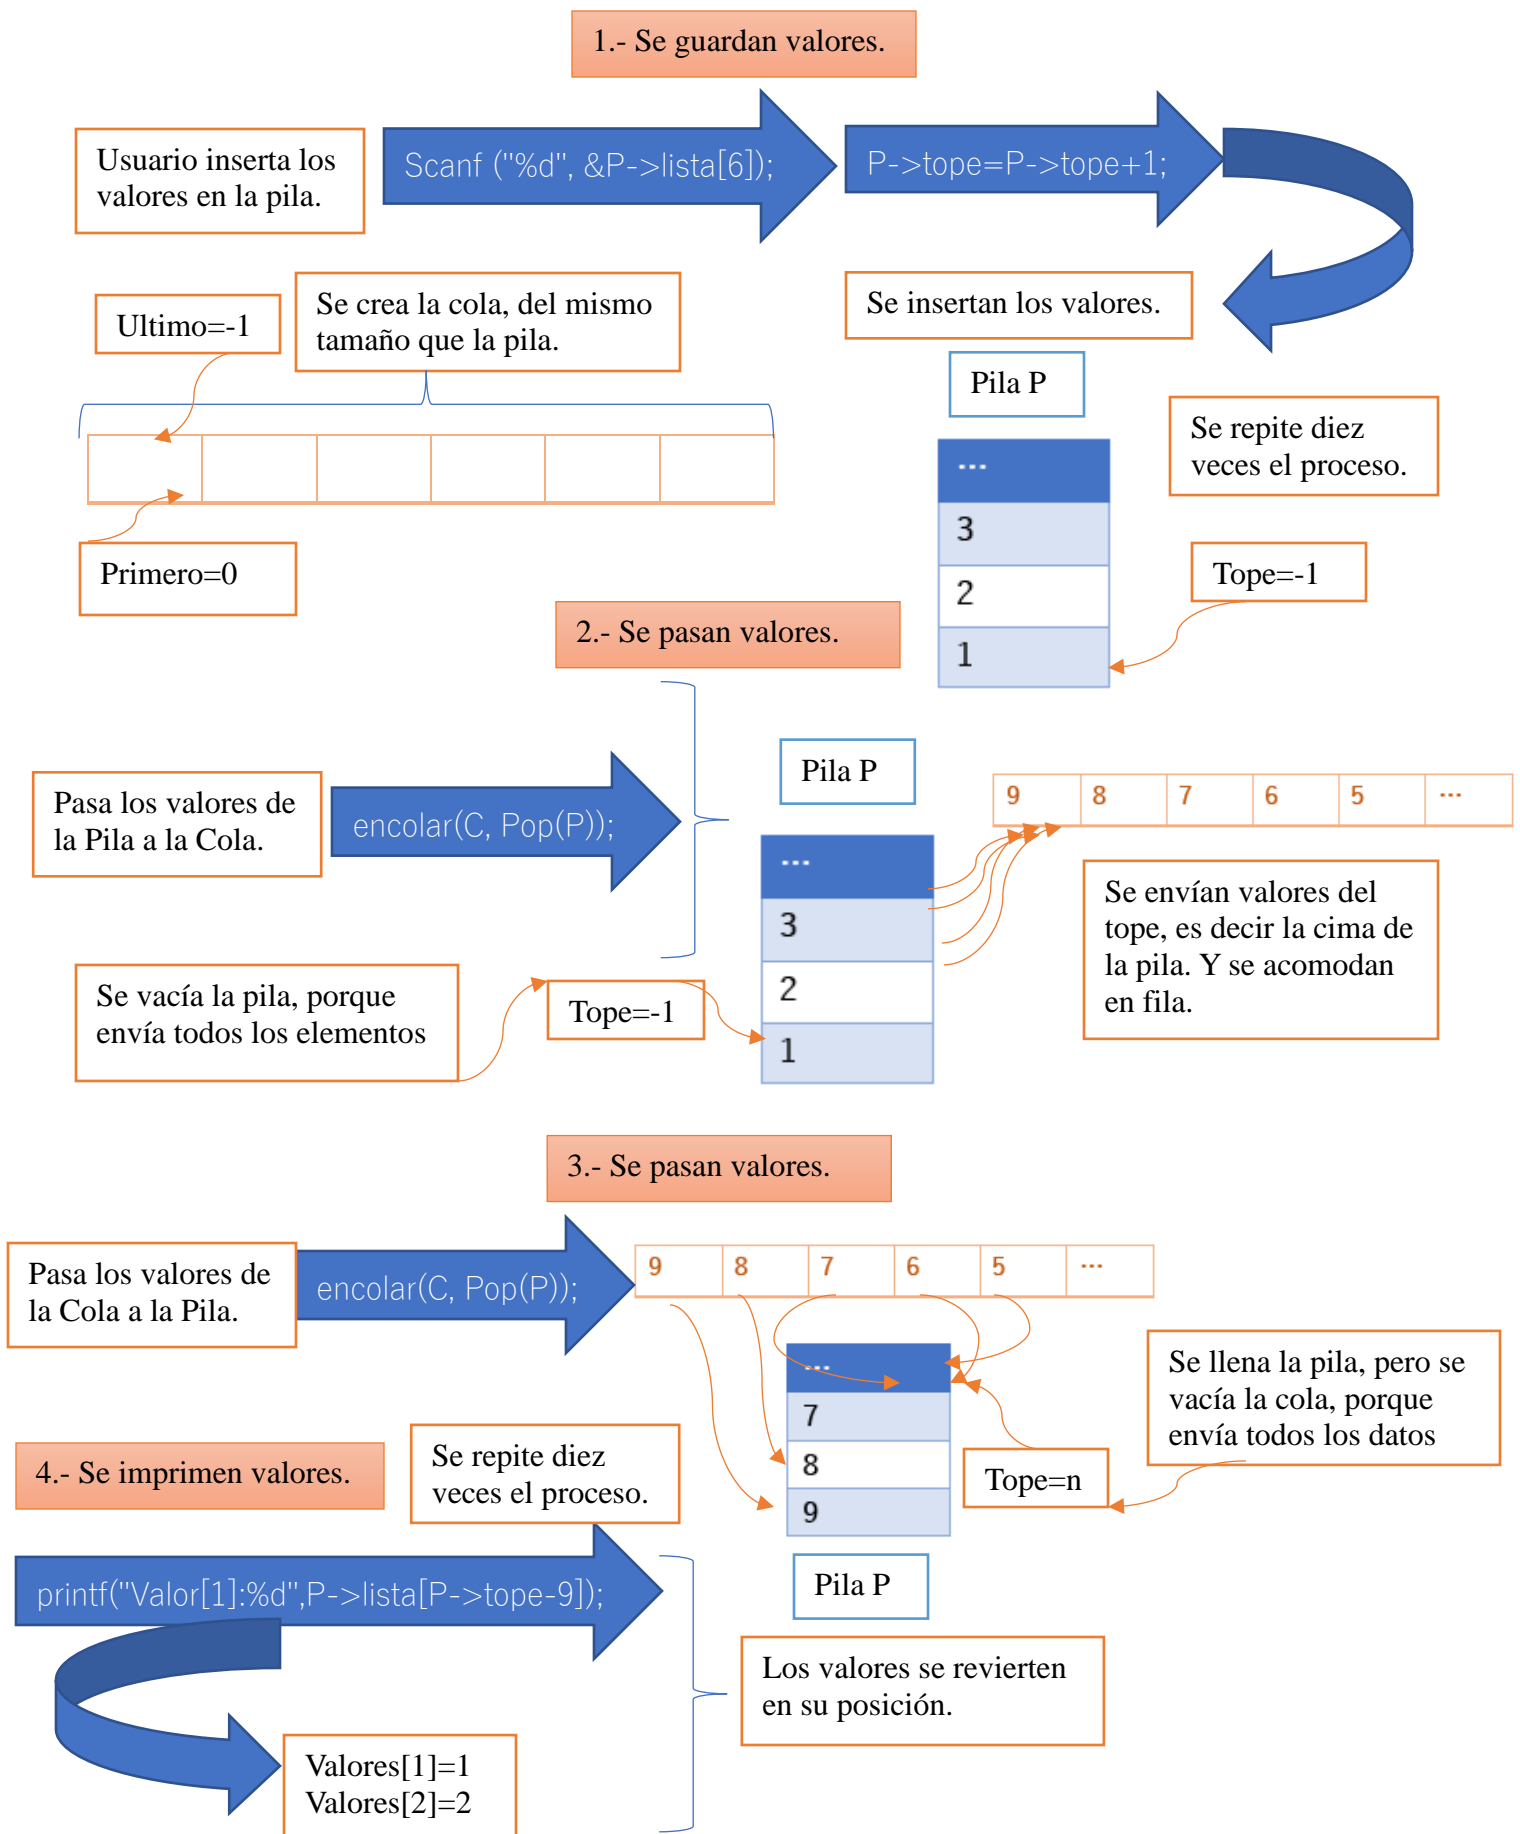 1.- Se guardan valores.
Usuario inserta los
valores en la pila.
Scanf ("%d", &P->lista[6]);
P->tope=P->tope+1;
Ultimo=-1
Se crea la cola, del mismo
tamaño que la pila.
Se insertan los valores.
Pila P
Se repite diez
veces el proceso.
...
3
2
1
Primero=0
Tope=-1
2.- Se pasan valores.
Pasa los valores de
la Pila a la Cola.
encolar(C, Pop(P));
Pila P
9 8 7 6 5 ...
...
3
2
1
Se envían valores del
tope, es decir la cima de
la pila. Y se acomodan
en fila.
Se vacía la pila, porque
envía todos los elementos
Tope=-1
3.- Se pasan valores.
Pasa los valores de
la Cola a la Pila.
encolar(C, Pop(P));
9 8 7 6 5 ...
...
7
8
9
Se llena la pila, pero se
vacía la cola, porque
envía todos los datos
Tope=n
4.- Se imprimen valores.
Se repite diez
veces el proceso.
printf("Valor[1]:%d",P->lista[P->tope-9]);
Pila P
Los valores se revierten
en su posición.
Valores[1]=1
Valores[2]=2